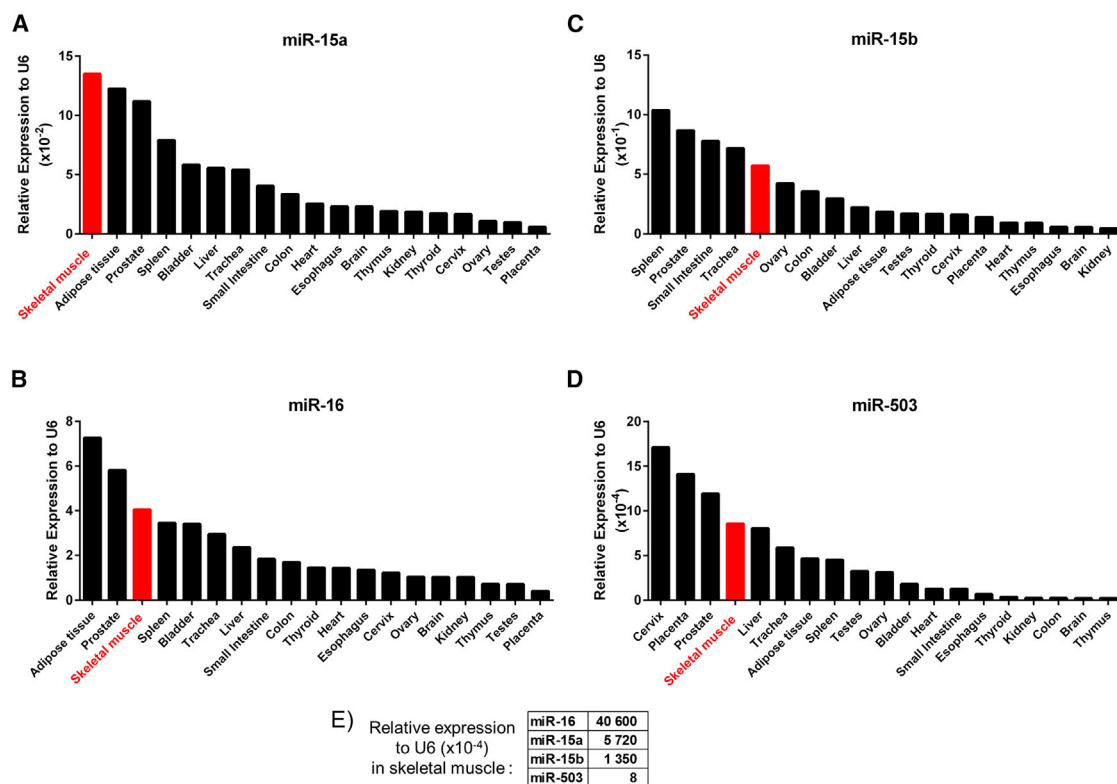 A
miR-15a
Relative Expression to U6
(x10-2)
15
10
5
0
Skeletal muscle
Adipose tissue
Prostate
Spleen
Bladder
Liver
Trachea
Small Intestine
Colon
Heart
Esophagus
Brain
Thymus
Kidney
Thyroid
Cervix
Ovary
Testes
Placenta
C
miR-15b
Relative Expression to U6
(x10-1)
15
10
5
0
Spleen
Prostate
Small Intestine
Trachea
Skeletal muscle
Ovary
Colon
Bladder
Liver
Adipose tissue
Testes
Thyroid
Cervix
Placenta
Heart
Thymus
Esophagus
Brain
Kidney
B
miR-16
Relative Expression to U6
8
6
4
2
0
Adipose tissue
Prostate
Skeletal muscle
Spleen
Bladder
Trachea
Liver
Small Intestine
Colon
Thyroid
Heart
Esophagus
Cervix
Ovary
Brain
Kidney
Thymus
Testes
Placenta
D
miR-503
Relative Expression to U6
(x10-4)
20
15
10
5
0
Cervix
Placenta
Prostate
Skeletal muscle
Liver
Trachea
Adipose tissue
Spleen
Testes
Ovary
Bladder
Heart
Small Intestine
Esophagus
Thyroid
Kidney
Colon
Brain
Thymus
E)
Relative expression
to U6 (x10-4)
in skeletal muscle :
miR-16 40 600
miR-15a 5 720
miR-15b 1 350
miR-503 8